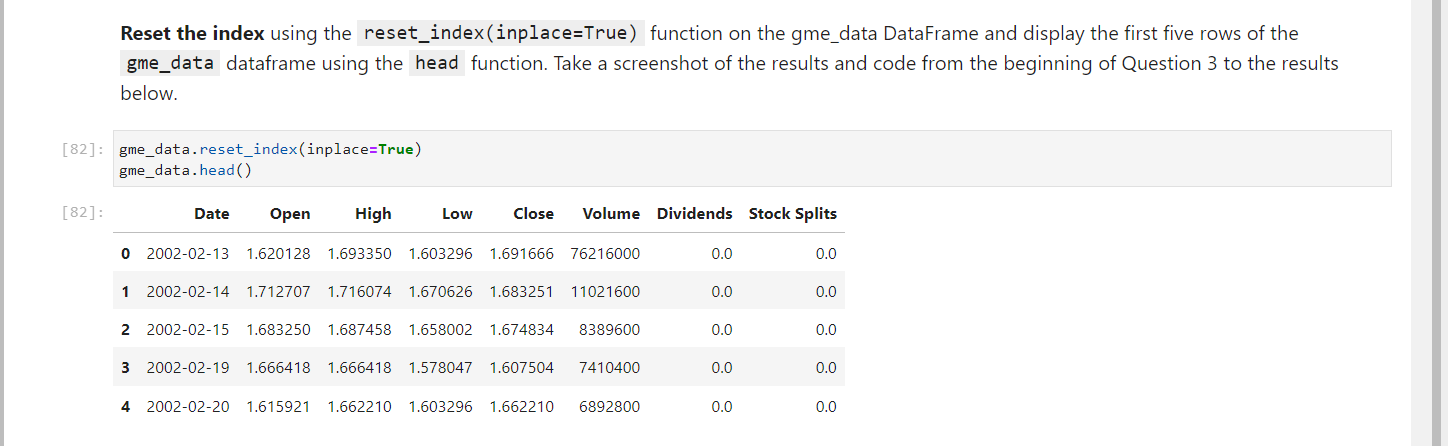 Reset the index using the reset_index(inplace=True) function on the gme_data DataFrame and display the first five rows of the
gme_data dataframe using the head function. Take a screenshot of the results and code from the beginning of Question 3 to the results
below.
[82]: gme_data.reset_index(inplace=True)
gme_data.head()
[82]: Date Open High Low Close Volume Dividends Stock Splits
0 2002-02-13 1.620128 1.693350 1.603296 1.691666 76216000 0.0 0.0
1 2002-02-14 1.712707 1.716074 1.670626 1.683251 11021600 0.0 0.0
2 2002-02-15 1.683250 1.687458 1.658002 1.674834 8389600 0.0 0.0
3 2002-02-19 1.666418 1.666418 1.578047 1.607504 7410400 0.0 0.0
4 2002-02-20 1.615921 1.662210 1.603296 1.662210 6892800 0.0 0.0